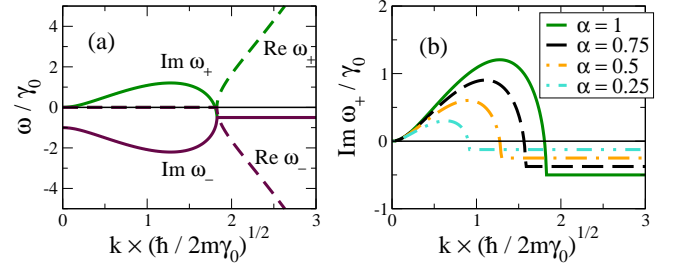 (a)
4
2
0
-2
-4
ω / γ₀
Im ω₊
Re ω₊
Im ω₋
Re ω₋
0 1 2 3
k × (ħ / 2mγ₀)^{1/2}
(b)
α = 1
α = 0.75
α = 0.5
α = 0.25
2
1
0
-1
Im ω₊ / γ₀
0 1 2 3
k × (ħ / 2mγ₀)^{1/2}